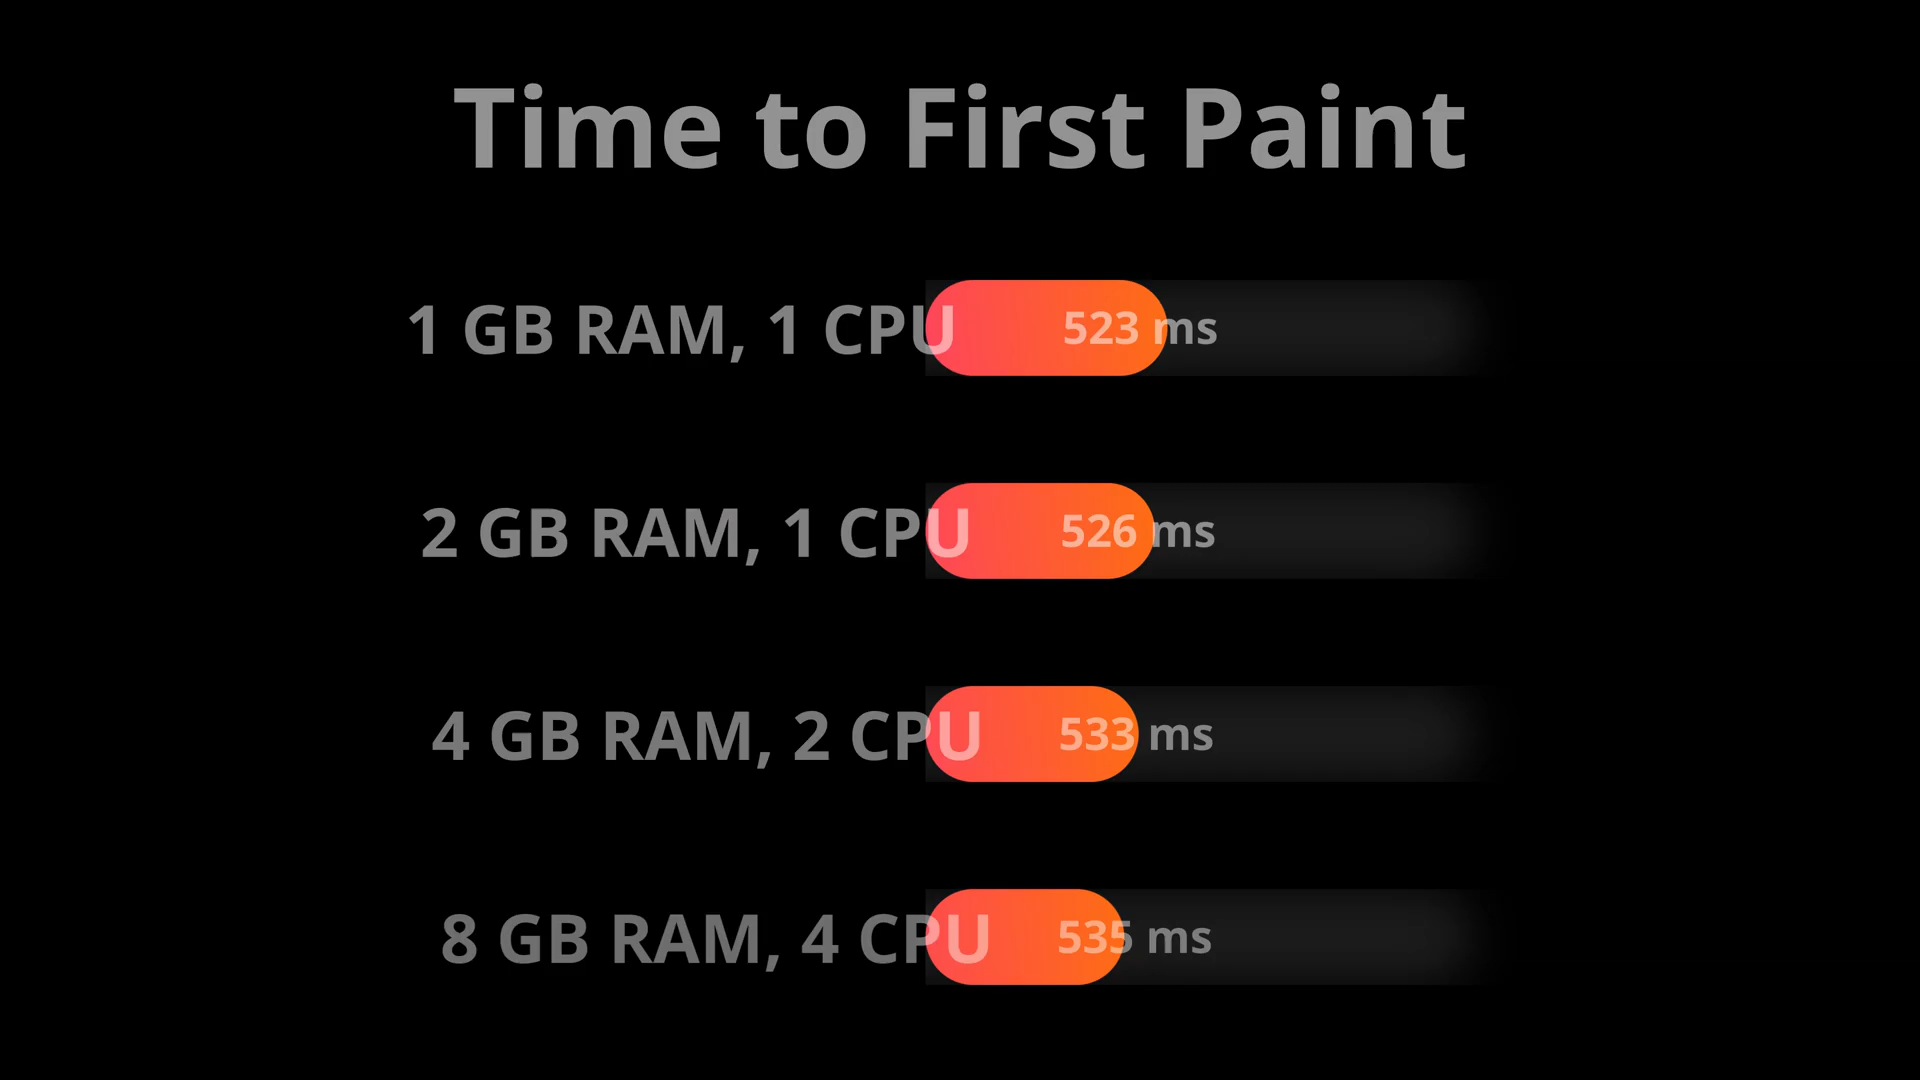 Time to First Paint
1 GB RAM, 1 CPU 523 ms
2 GB RAM, 1 CPU 526 ms
4 GB RAM, 2 CPU 533 ms
8 GB RAM, 4 CPU 535 ms